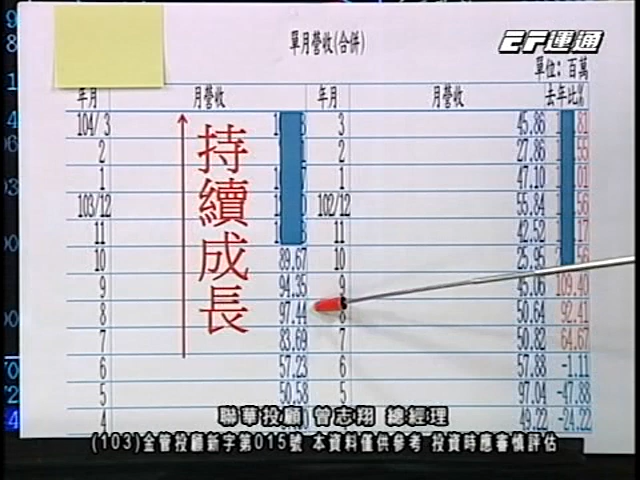 EF運通
單月營收(合併)
單位: 百萬
年月 月營收 年月 月營收 去年比%
104/3 3 45.86
2 2 27.86
1 1 47.10
103/12 102/12 55.84
11 11 42.52
10 89.67 10 25.95
9 94.35 9 45.06 109.40
8 97.44 8 50.64 92.41
7 83.69 7 50.82 64.67
6 57.23 6 57.88 -1.11
5 50.58 5 97.04 -47.88
4 4 49.22 -24.22
持續成長
聯華投顧 曾志翔 總經理
(103)金管投顧新字第015號 本資料僅供參考 投資時應審慎評估